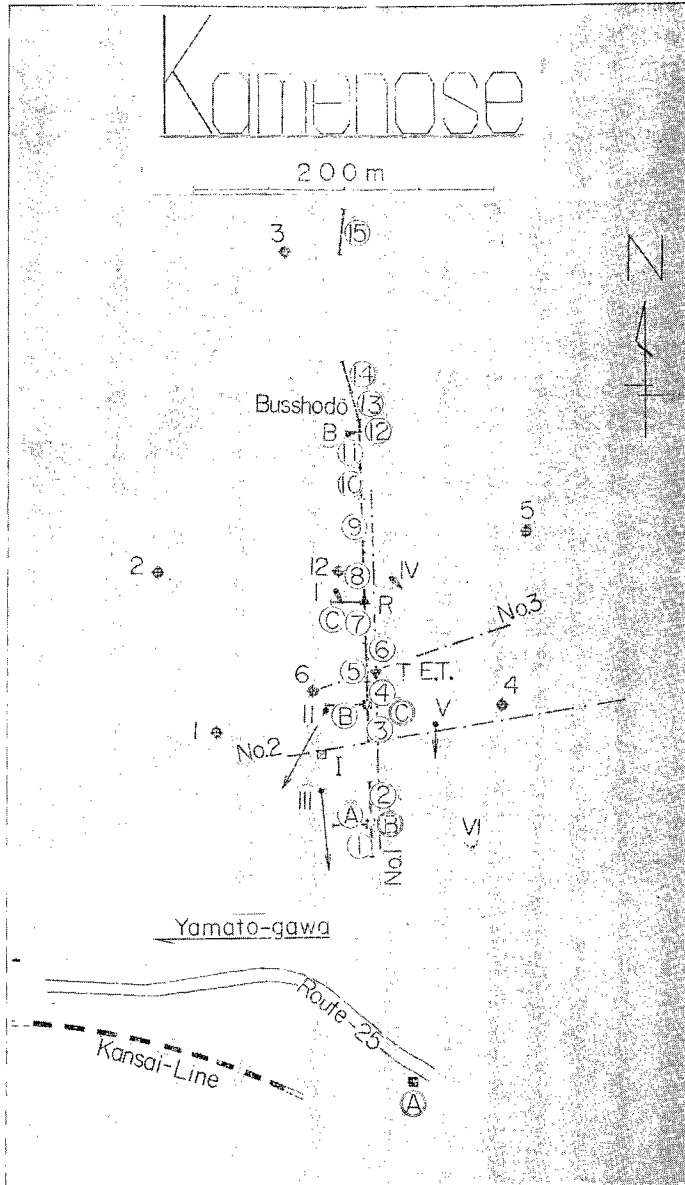 Kamenose
200m
3
⑮
N
⑭
Busshodō
⑬
B
⑫
⑪
⑩
⑨
5
2
12
⑧
IV
R
Ⓒ
⑦
No.3
⑥
⑤
T E.T.
6
④
4
II
Ⓑ
Ⓒ
V
1
③
No.2
I
III
②
Ⓐ
Ⓑ
VI
①
No.1
Yamato-gawa
Route-25
Kansai-Line
Ⓐ